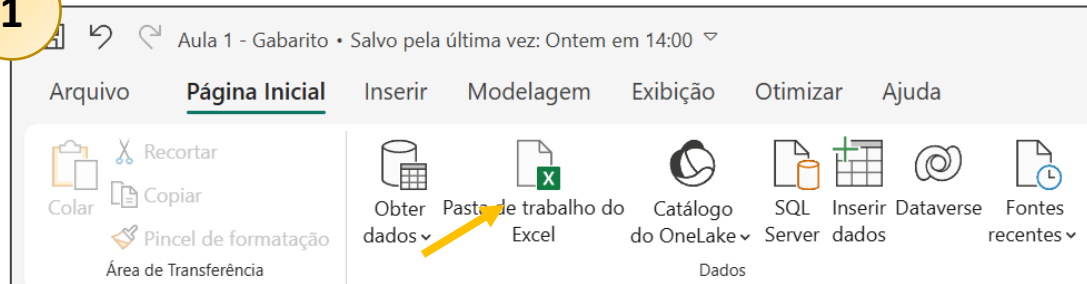 1
Aula 1 - Gabarito • Salvo pela última vez: Ontem em 14:00
Arquivo Página Inicial Inserir Modelagem Exibição Otimizar Ajuda
Colar
Recortar
Copiar
Pincel de formatação
Área de Transferência
Obter dados
Pasta de trabalho do Excel
Catálogo do OneLake
SQL Server
Inserir dados
Dataverse
Fontes recentes
Dados